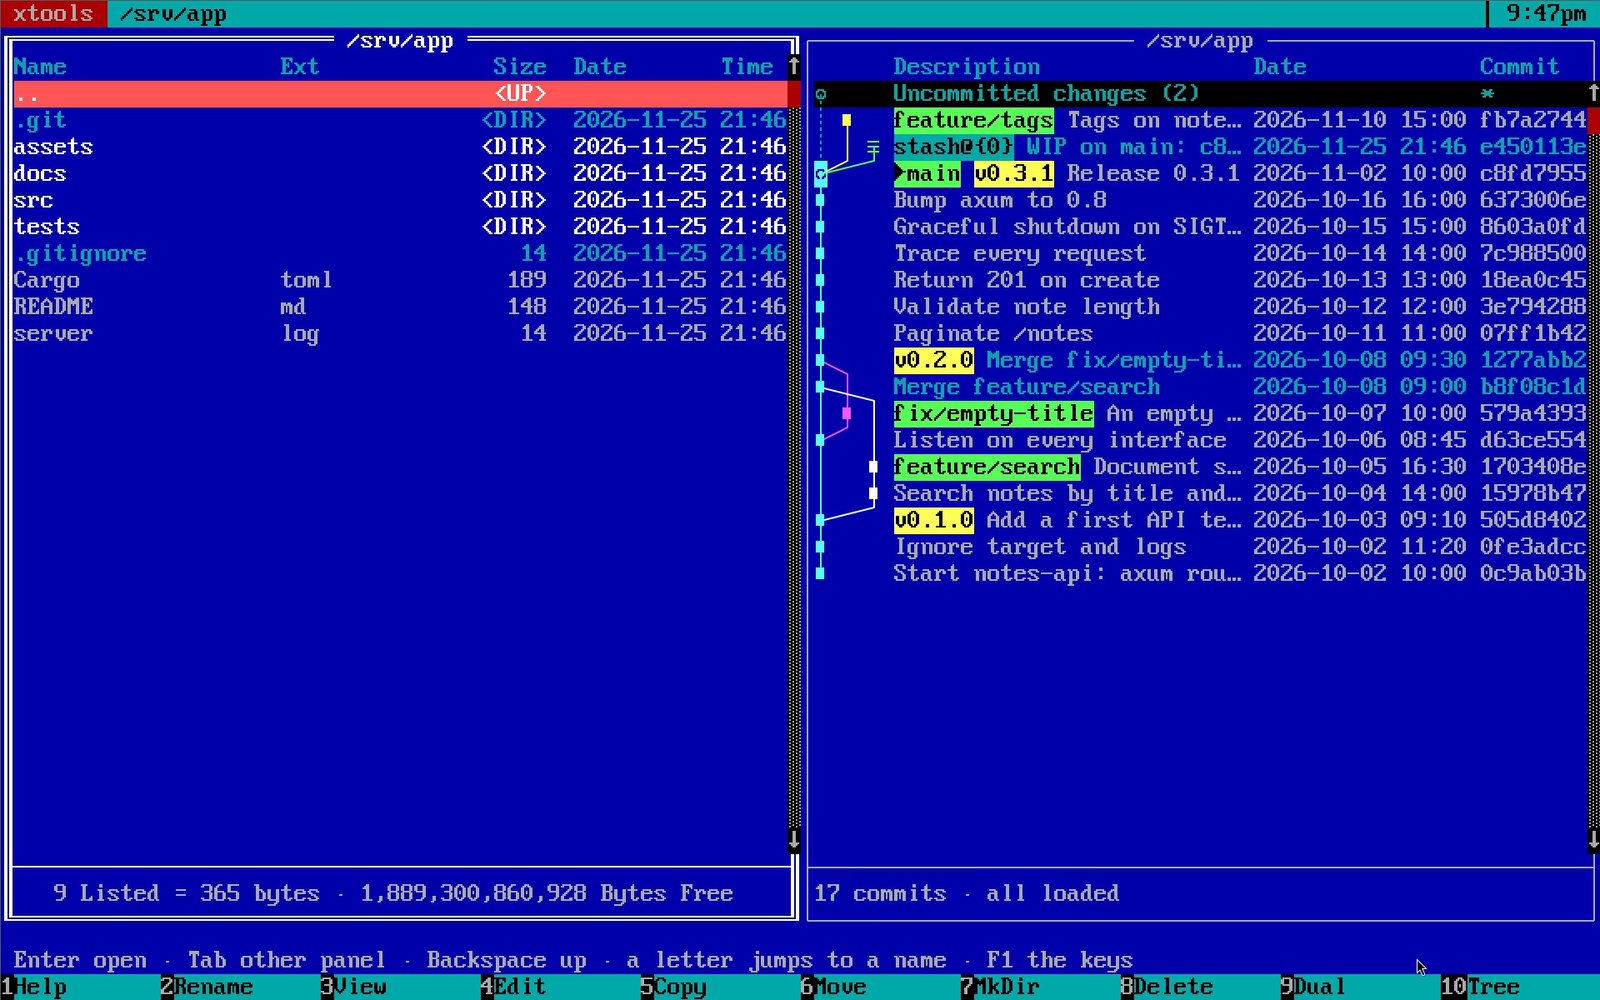 xtools /srv/app 9:47pm
/srv/app
Name Ext Size Date Time
.. <UP>
.git <DIR> 2026-11-25 21:46
assets <DIR> 2026-11-25 21:46
docs <DIR> 2026-11-25 21:46
src <DIR> 2026-11-25 21:46
tests <DIR> 2026-11-25 21:46
.gitignore 14 2026-11-25 21:46
Cargo toml 189 2026-11-25 21:46
README md 148 2026-11-25 21:46
server log 14 2026-11-25 21:46
9 Listed = 365 bytes · 1,889,300,860,928 Bytes Free
/srv/app
Description Date Commit
Uncommitted changes (2) *
feature/tags Tags on note… 2026-11-10 15:00 fb7a2744
stash@{0} WIP on main: c8… 2026-11-25 21:46 e450113e
►main v0.3.1 Release 0.3.1 2026-11-02 10:00 c8fd7955
Bump axum to 0.8 2026-10-16 16:00 6373006e
Graceful shutdown on SIGT… 2026-10-15 15:00 8603a0fd
Trace every request 2026-10-14 14:00 7c988500
Return 201 on create 2026-10-13 13:00 18ea0c45
Validate note length 2026-10-12 12:00 3e794288
Paginate /notes 2026-10-11 11:00 07ff1b42
v0.2.0 Merge fix/empty-ti… 2026-10-08 09:30 1277abb2
Merge feature/search 2026-10-08 09:00 b8f08c1d
fix/empty-title An empty … 2026-10-07 10:00 579a4393
Listen on every interface 2026-10-06 08:45 d63ce554
feature/search Document s… 2026-10-05 16:30 1703408e
Search notes by title and… 2026-10-04 14:00 15978b47
v0.1.0 Add a first API te… 2026-10-03 09:10 505d8402
Ignore target and logs 2026-10-02 11:20 0fe3adcc
Start notes-api: axum rou… 2026-10-02 10:00 0c9ab03b
17 commits · all loaded
Enter open · Tab other panel · Backspace up · a letter jumps to a name · F1 the keys
1Help 2Rename 3View 4Edit 5Copy 6Move 7MkDir 8Delete 9Dual 10Tree